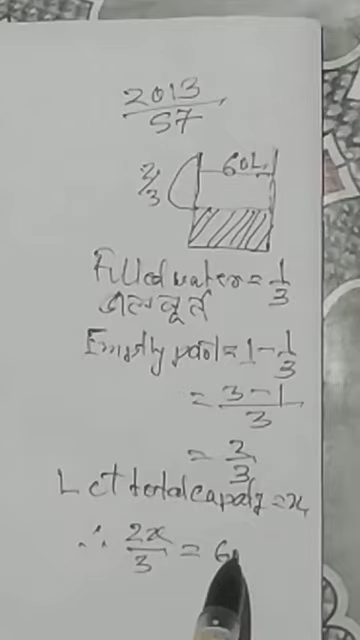 2013
57
2/3 60L
Filled water = 1/3
জলপূর্ণ
Empty part = 1 - 1/3
= 3-1/3
= 2/3
Let total capacity = x
∴ 2x/3 = 6